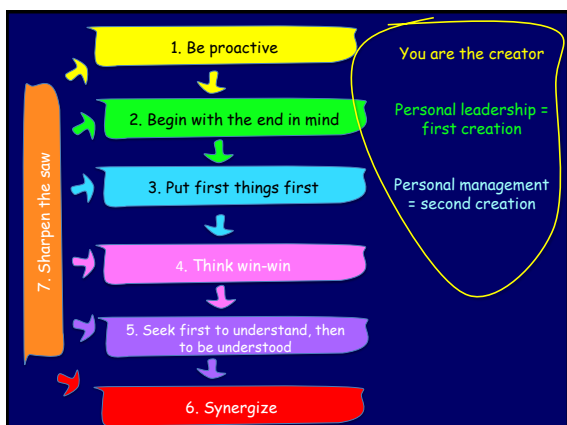 1. Be proactive
You are the creator
2. Begin with the end in mind
Personal leadership =
first creation
3. Put first things first
Personal management
= second creation
4. Think win-win
5. Seek first to understand, then
to be understood
6. Synergize
7. Sharpen the saw